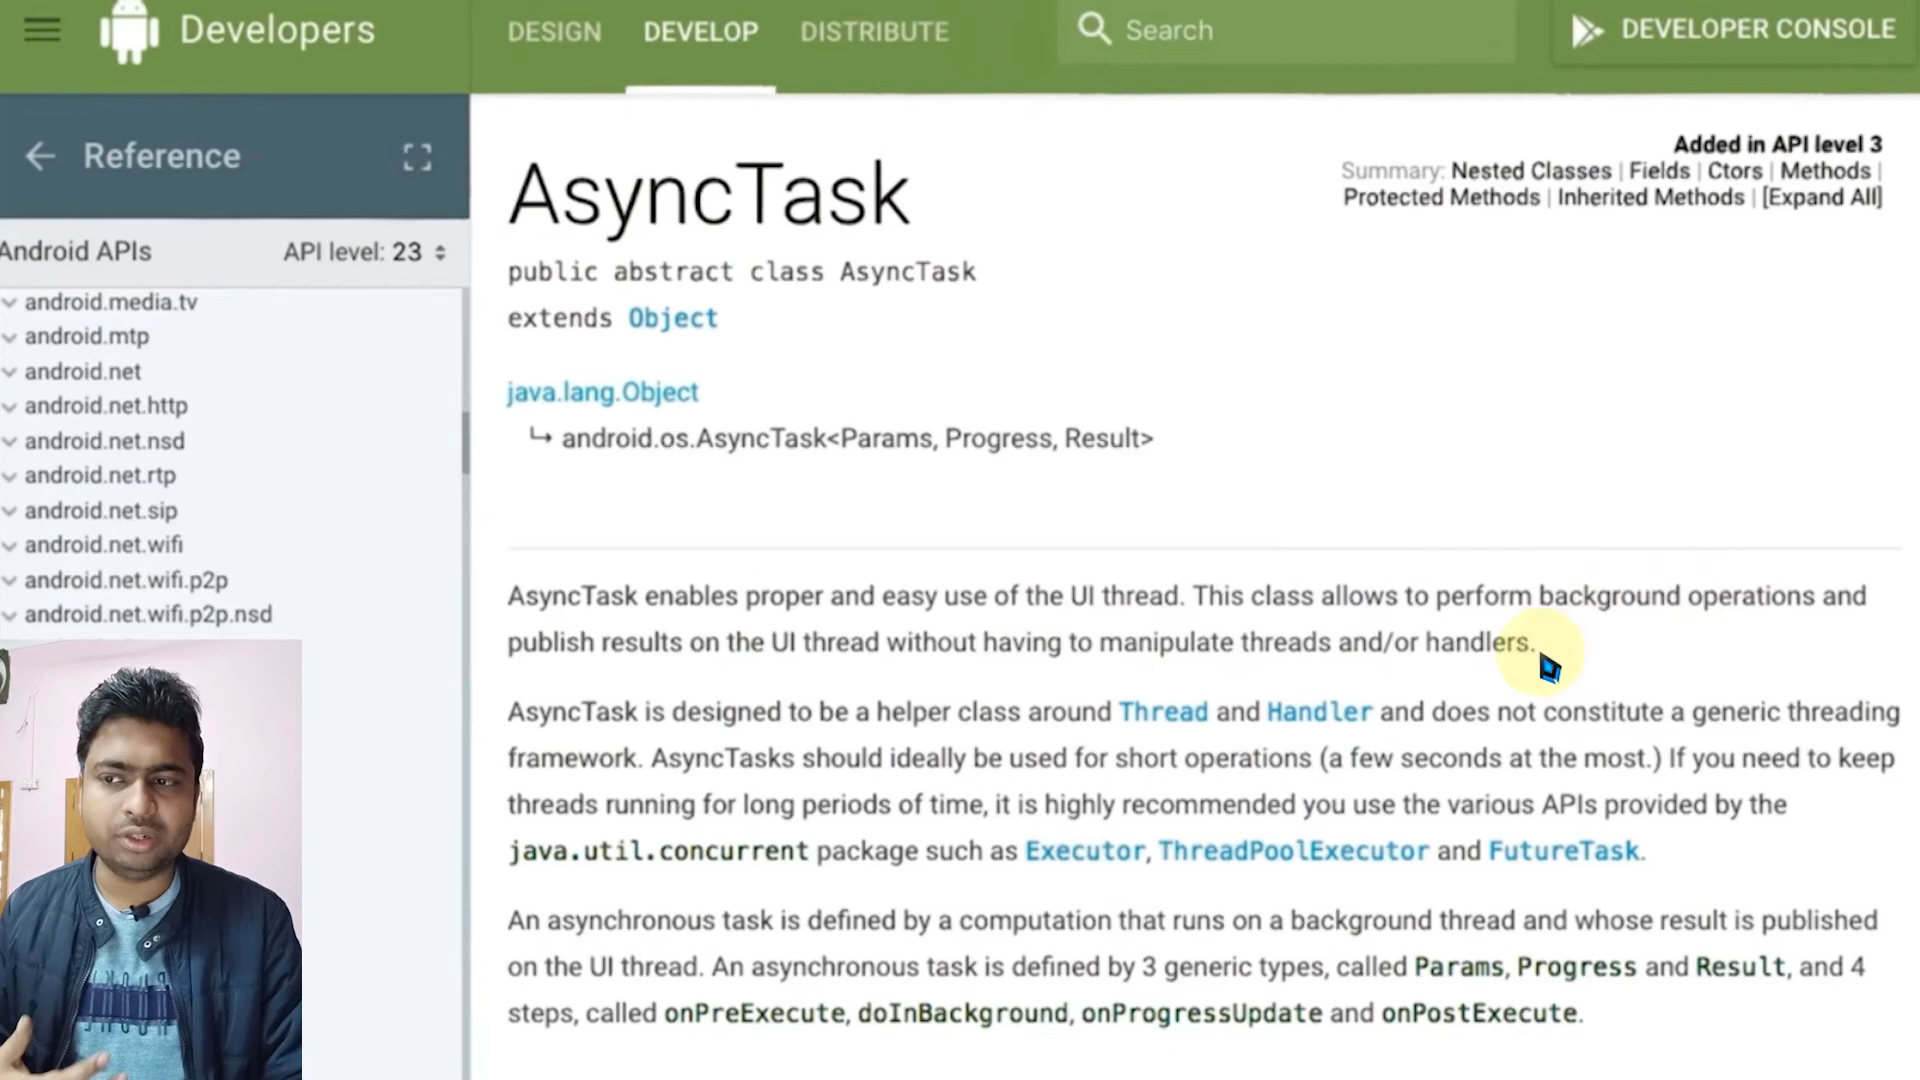 Developers
DESIGN DEVELOP DISTRIBUTE
Search
DEVELOPER CONSOLE
Reference
Android APIs
API level: 23
android.media.tv
android.mtp
android.net
android.net.http
android.net.nsd
android.net.rtp
android.net.sip
android.net.wifi
android.net.wifi.p2p
android.net.wifi.p2p.nsd
AsyncTask
Added in API level 3
Summary: Nested Classes | Fields | Ctors | Methods |
Protected Methods | Inherited Methods | [Expand All]
public abstract class AsyncTask
extends Object
java.lang.Object
↳ android.os.AsyncTask<Params, Progress, Result>
AsyncTask enables proper and easy use of the UI thread. This class allows to perform background operations and
publish results on the UI thread without having to manipulate threads and/or handlers.
AsyncTask is designed to be a helper class around Thread and Handler and does not constitute a generic threading
framework. AsyncTasks should ideally be used for short operations (a few seconds at the most.) If you need to keep
threads running for long periods of time, it is highly recommended you use the various APIs provided by the
java.util.concurrent package such as Executor, ThreadPoolExecutor and FutureTask.
An asynchronous task is defined by a computation that runs on a background thread and whose result is published
on the UI thread. An asynchronous task is defined by 3 generic types, called Params, Progress and Result, and 4
steps, called onPreExecute, doInBackground, onProgressUpdate and onPostExecute.